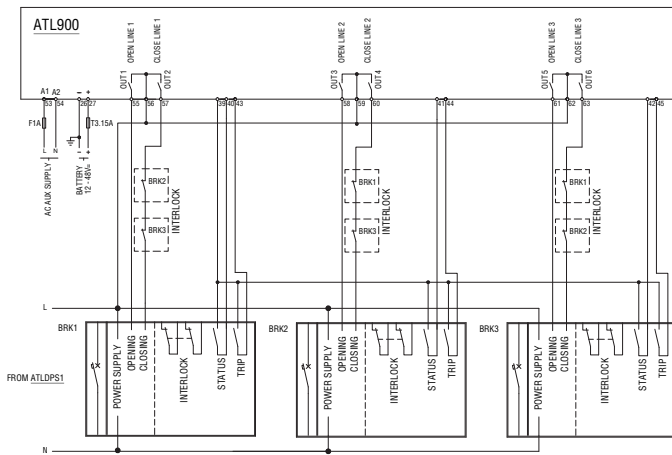 ATL900
OPEN LINE 1
CLOSE LINE 1
OPEN LINE 2
CLOSE LINE 2
OPEN LINE 3
CLOSE LINE 3
OUT1
OUT2
OUT3
OUT4
OUT5
OUT6
A1 A2 - +
53 54 26 27 55 56 57 39 40 43 58 59 60 41 44 61 62 63 42 45
F1A
T3.15A
L N - +
AC AUX SUPPLY
BATTERY
12 - 48V=
BRK2
BRK3
INTERLOCK
BRK1
BRK3
INTERLOCK
BRK1
BRK2
INTERLOCK
L
BRK1
POWER SUPPLY
OPENING
CLOSING
INTERLOCK
STATUS
TRIP
BRK2
POWER SUPPLY
OPENING
CLOSING
INTERLOCK
STATUS
TRIP
BRK3
POWER SUPPLY
OPENING
CLOSING
INTERLOCK
STATUS
TRIP
FROM ATLDPS1
N